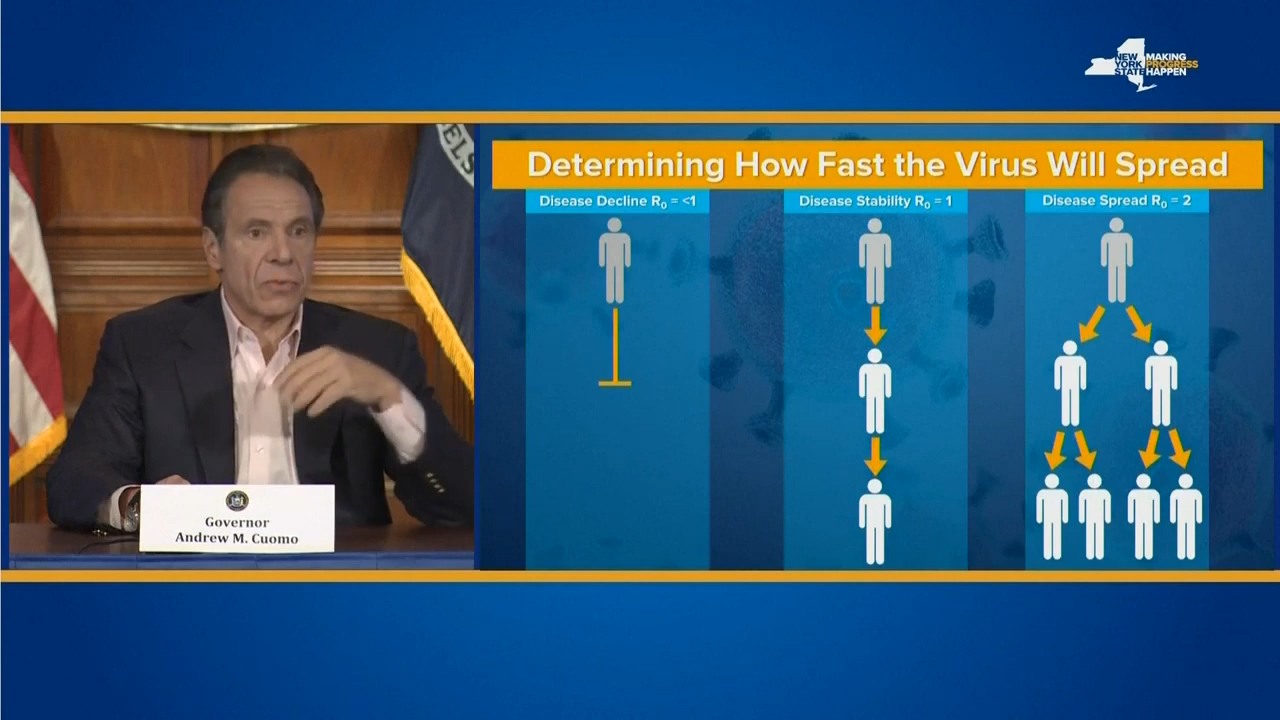 NEW
YORK
STATE
MAKING
PROGRESS
HAPPEN
ELS
Determining How Fast the Virus Will Spread
Disease Decline R₀ = <1
Disease Stability R₀ = 1
Disease Spread R₀ = 2
Governor
Andrew M. Cuomo